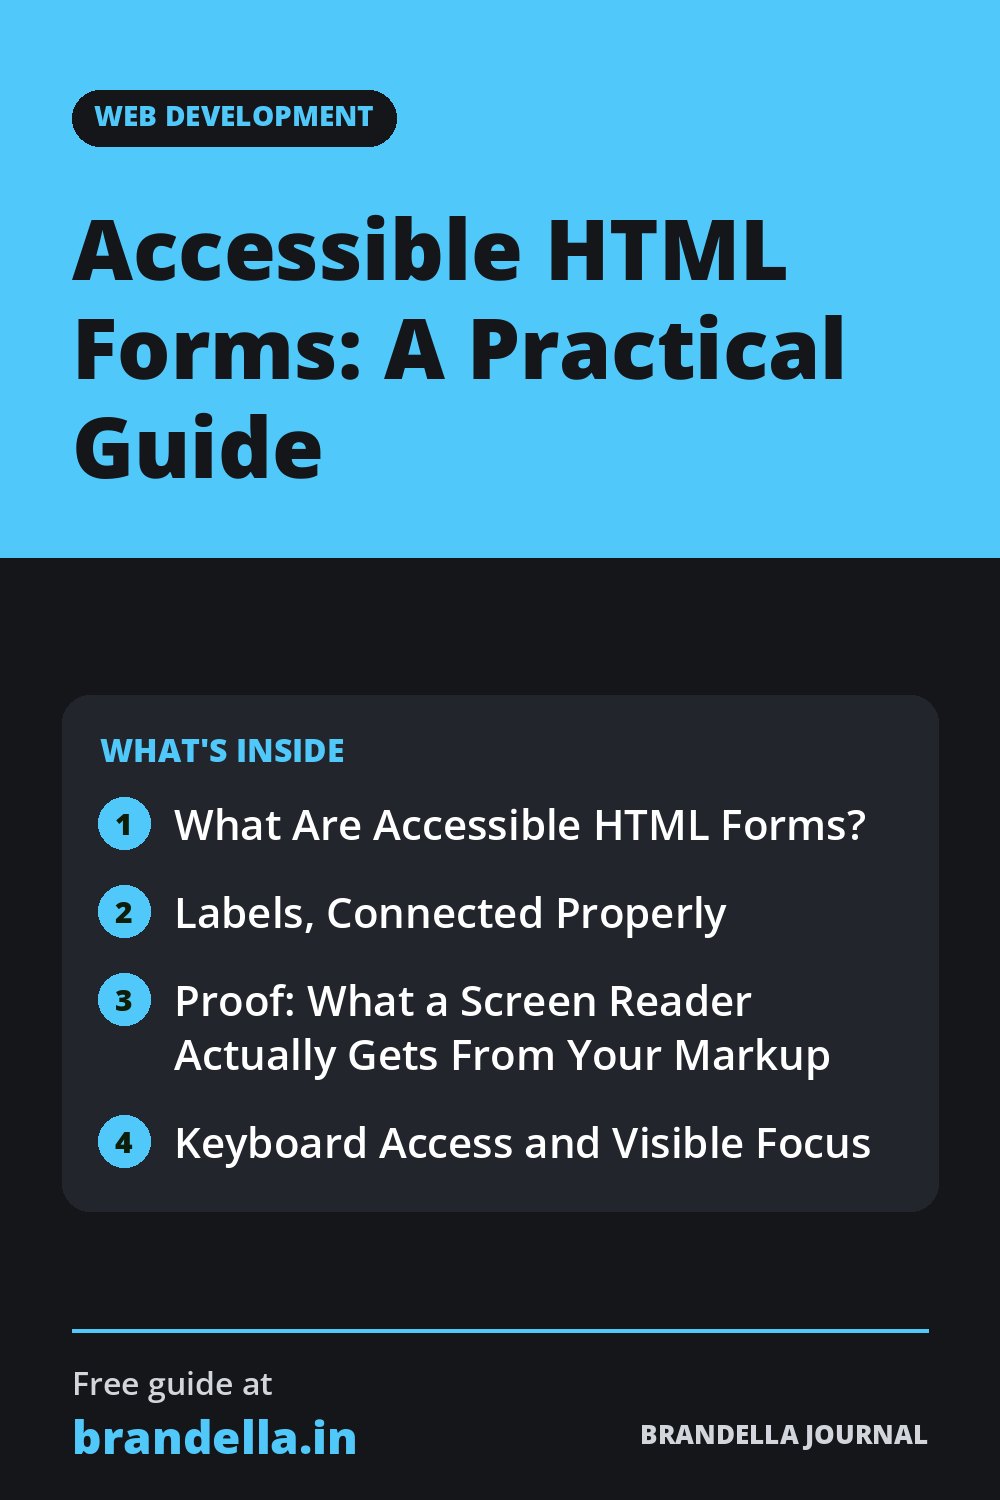 WEB DEVELOPMENT
Accessible HTML
Forms: A Practical
Guide
WHAT'S INSIDE
1 What Are Accessible HTML Forms?
2 Labels, Connected Properly
3 Proof: What a Screen Reader
Actually Gets From Your Markup
4 Keyboard Access and Visible Focus
Free guide at
brandella.in
BRANDELLA JOURNAL